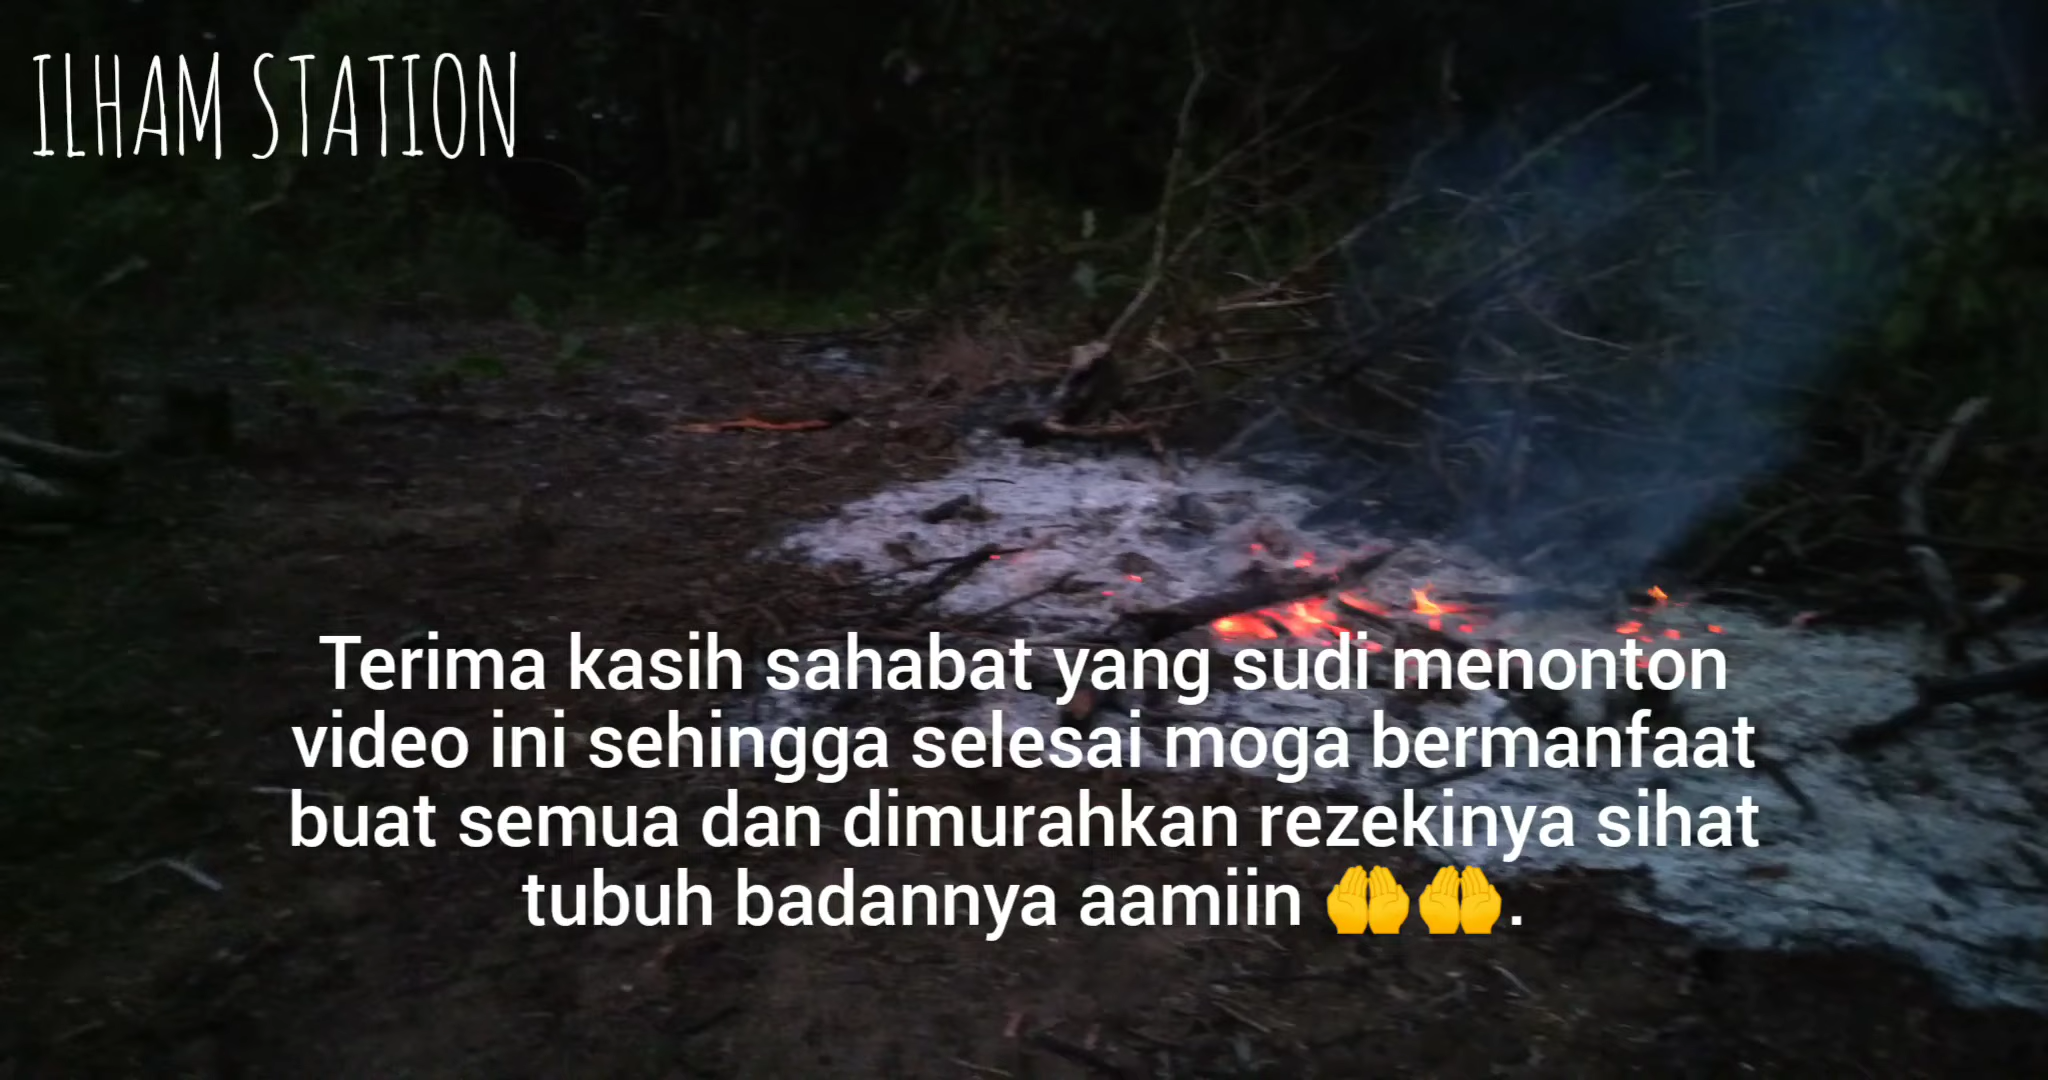 ILHAM STATION
Terima kasih sahabat yang sudi menonton
video ini sehingga selesai moga bermanfaat
buat semua dan dimurahkan rezekinya sihat
tubuh badannya aamiin 🤲🤲.